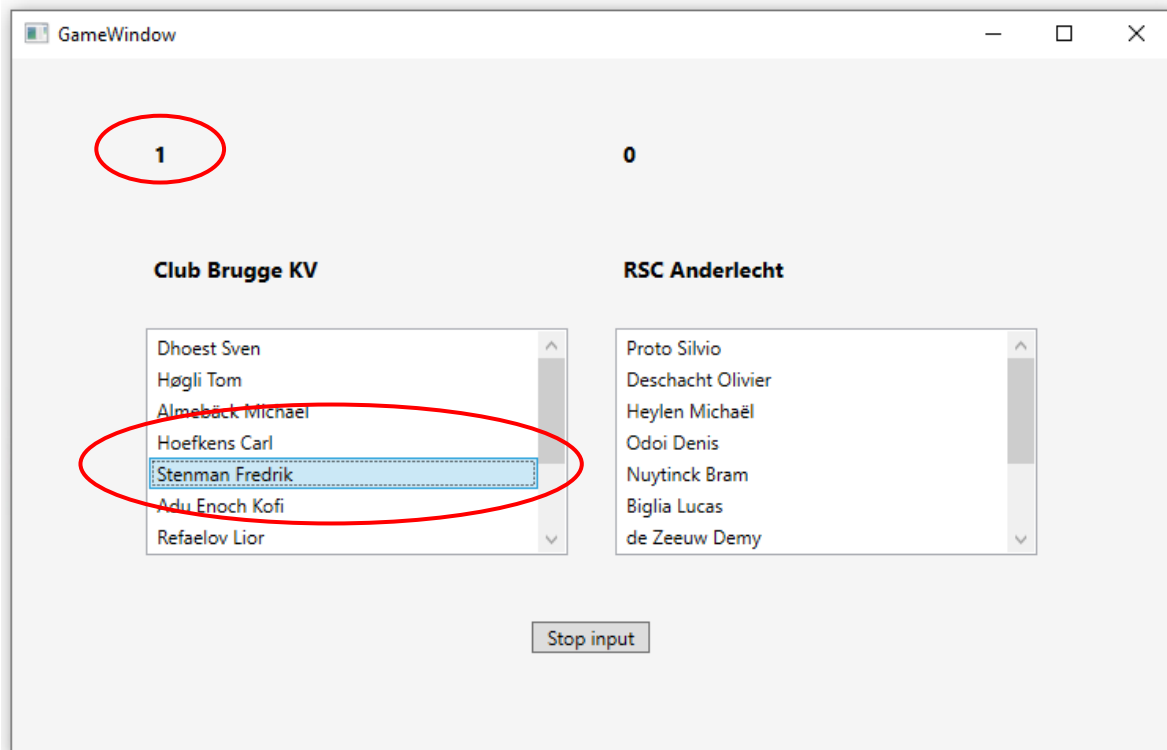 GameWindow
1
0
Club Brugge KV
RSC Anderlecht
Dhoest Sven
Høgli Tom
Almebäck Michael
Hoefkens Carl
Stenman Fredrik
Adu Enoch Kofi
Refaelov Lior
Proto Silvio
Deschacht Olivier
Heylen Michaël
Odoi Denis
Nuytinck Bram
Biglia Lucas
de Zeeuw Demy
Stop input